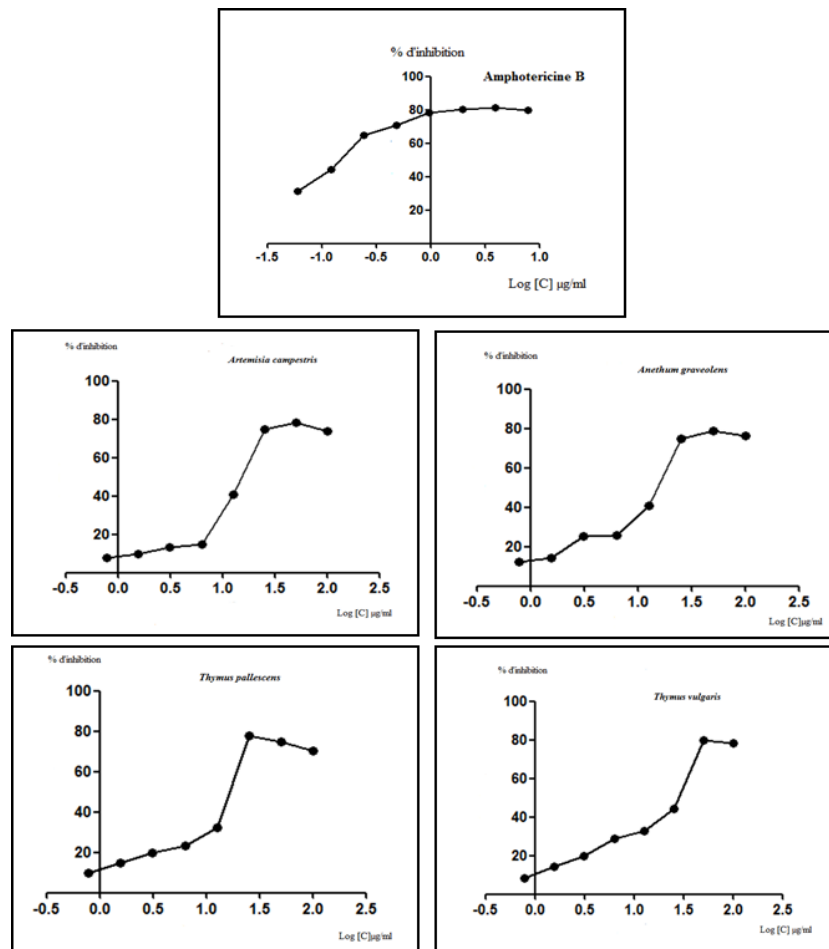 % d'inhibition
Amphotericine B
100
80
60
40
20
-1.5 -1.0 -0.5 0.0 0.5 1.0
Log [C] µg/ml
% d'inhibition
Artemisia campestris
100
80
60
40
20
-0.5 0.0 0.5 1.0 1.5 2.0 2.5
Log [C] µg/ml
% d'inhibition
Anethum graveolens
100
80
60
40
20
-0.5 0.0 0.5 1.0 1.5 2.0 2.5
Log [C]µg/ml
% d'inhibition
Thymus pallescens
100
80
60
40
20
-0.5 0.0 0.5 1.0 1.5 2.0 2.5
Log [C]µg/ml
% d'inhibition
Thymus vulgaris
100
80
60
40
20
-0.5 0.0 0.5 1.0 1.5 2.0 2.5
Log [C]µg/ml